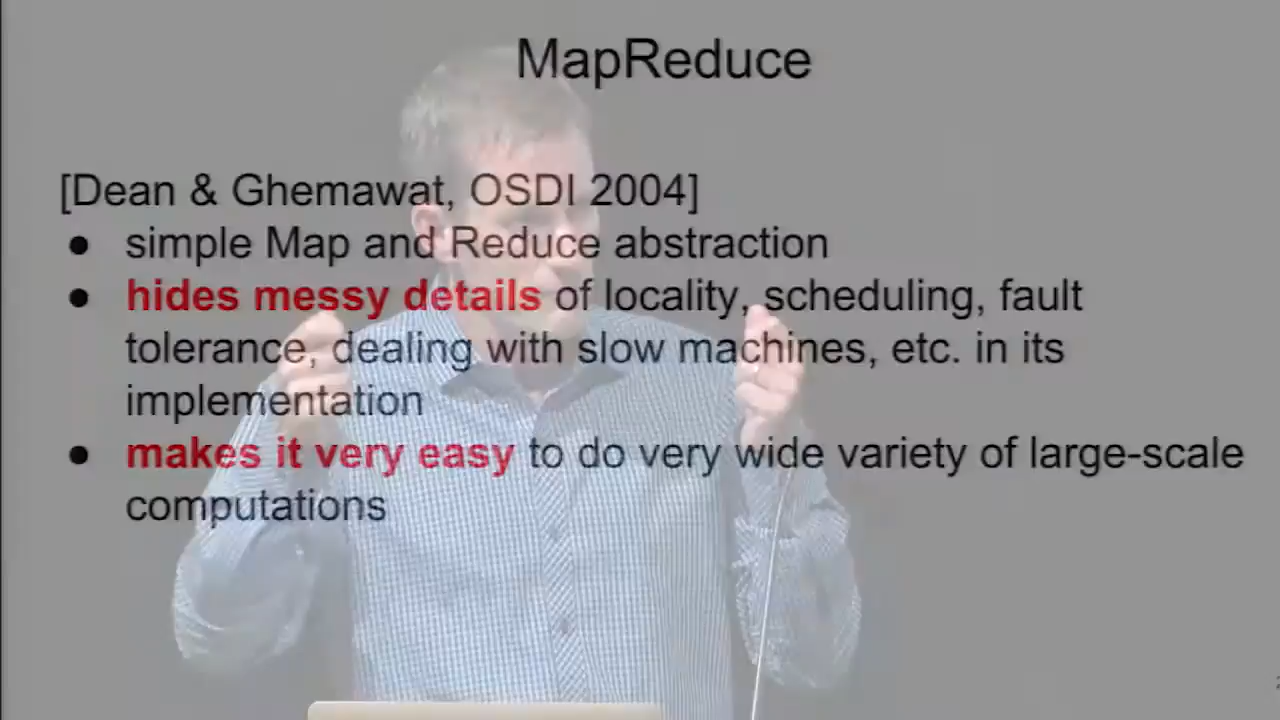 MapReduce
[Dean & Ghemawat, OSDI 2004]
● simple Map and Reduce abstraction
● hides messy details of locality, scheduling, fault
tolerance, dealing with slow machines, etc. in its
implementation
● makes it very easy to do very wide variety of large-scale
computations